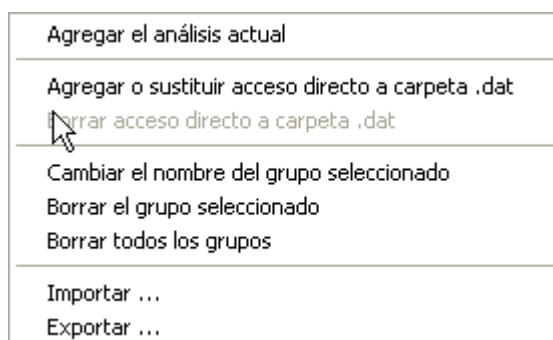 Agregar el análisis actual
Agregar o sustituir acceso directo a carpeta .dat
Borrar acceso directo a carpeta .dat
Cambiar el nombre del grupo seleccionado
Borrar el grupo seleccionado
Borrar todos los grupos
Importar ...
Exportar ...